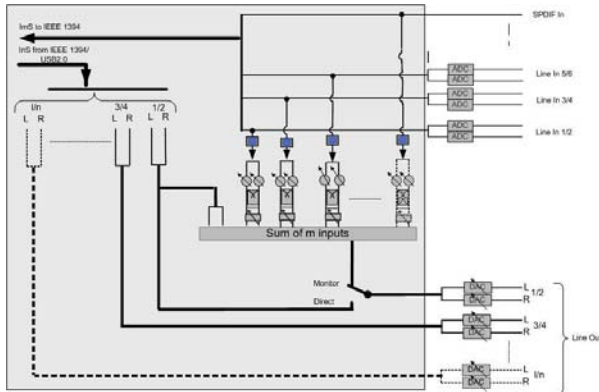 ImS to IEEE 1394
InS from IEEE 1394/
USB2.0
I/n
3/4
1/2
L R
L R
L R
SPDIF In
ADC
ADC
Line In 5/6
ADC
ADC
Line In 3/4
ADC
ADC
Line In 1/2
Sum of m inputs
Monitor
Direct
DAC
DAC
L
R
1/2
DAC
DAC
L
R
3/4
Line Ou
DAC
DAC
L
R
I/n